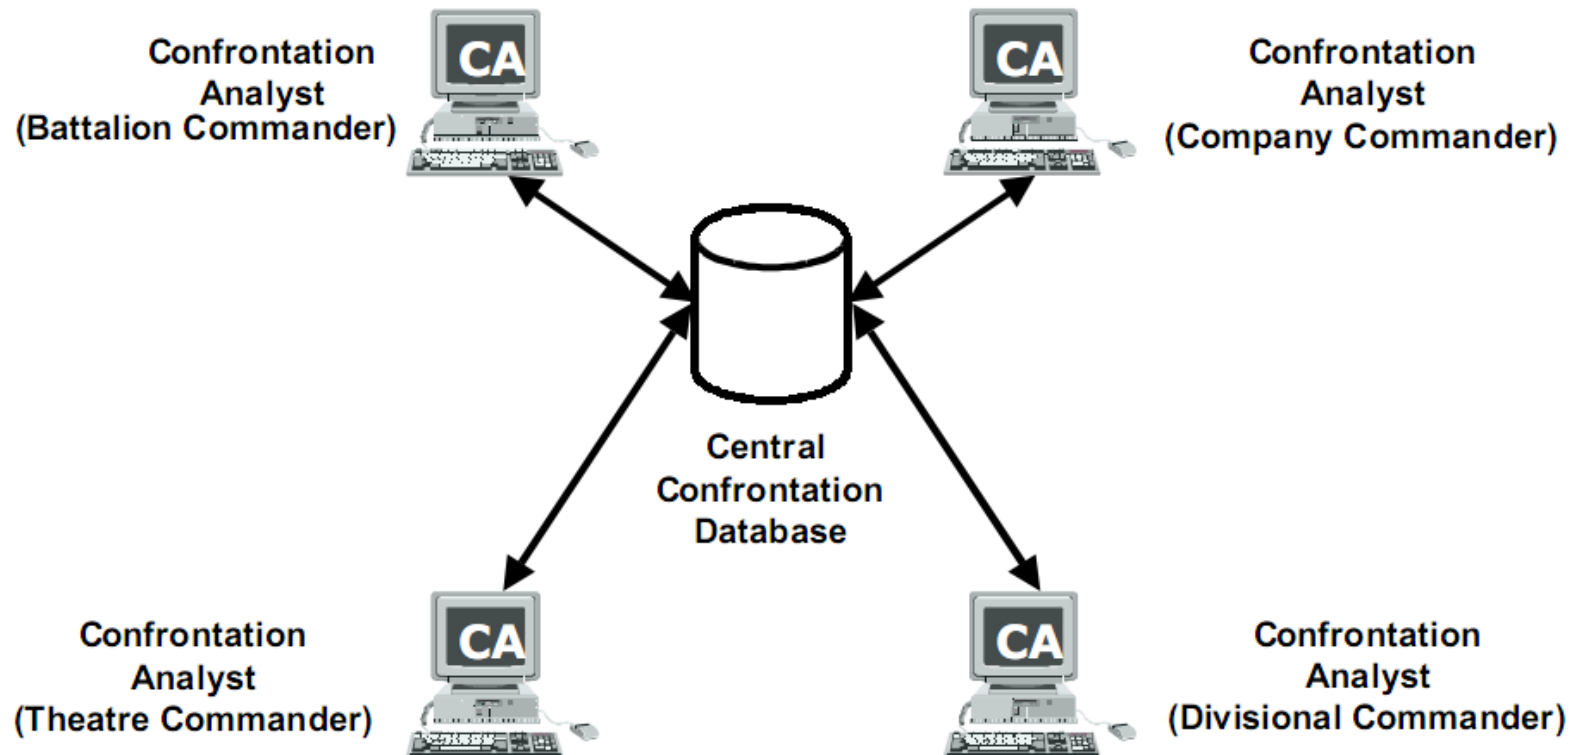 Confrontation
Analyst
(Battalion Commander)
CA
CA
Confrontation
Analyst
(Company Commander)
Central
Confrontation
Database
Confrontation
Analyst
(Theatre Commander)
CA
CA
Confrontation
Analyst
(Divisional Commander)